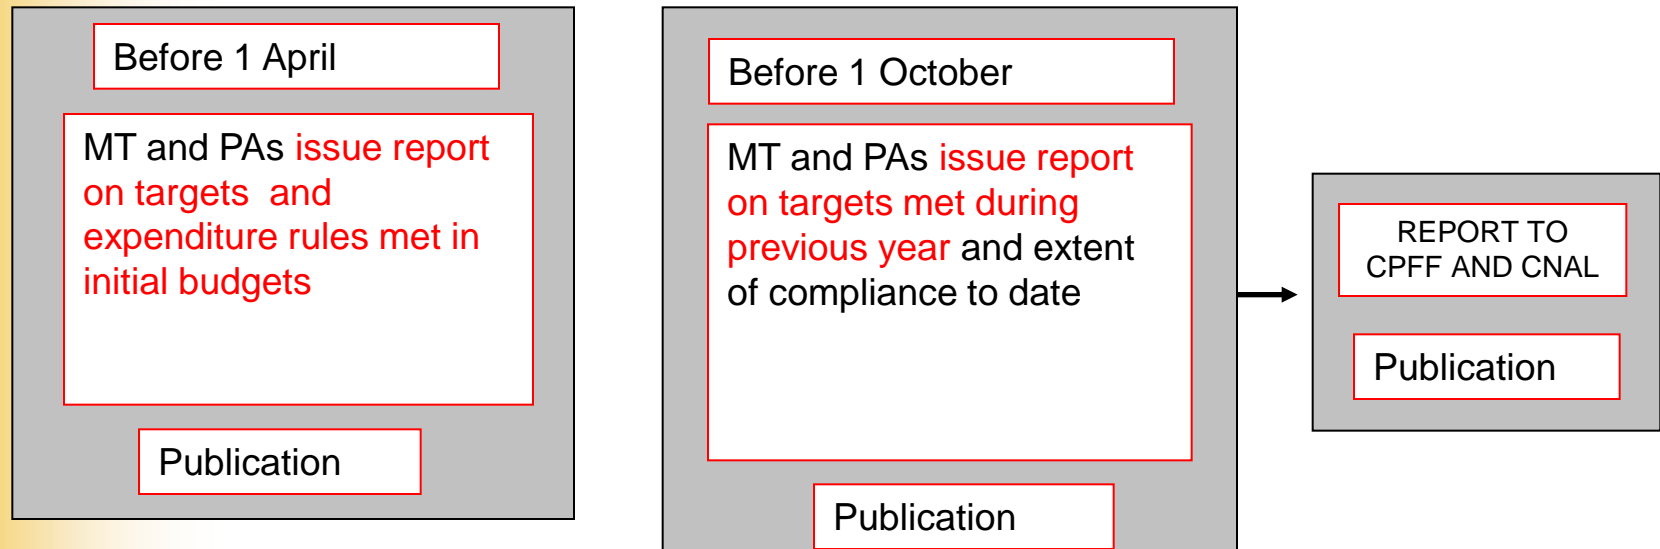 Before 1 April
MT and PAs issue report
on targets and
expenditure rules met in
initial budgets
Publication
Before 1 October
MT and PAs issue report
on targets met during
previous year and extent
of compliance to date
Publication
REPORT TO
CPFF AND CNAL
Publication